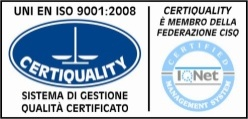 UNI EN ISO 9001:2008
CERTIQUALITY
SISTEMA DI GESTIONE
QUALITÀ CERTIFICATO
CERTIQUALITY
È MEMBRO DELLA
FEDERAZIONE CISQ
CERTIFIED
IQNet
MANAGEMENT SYSTEM